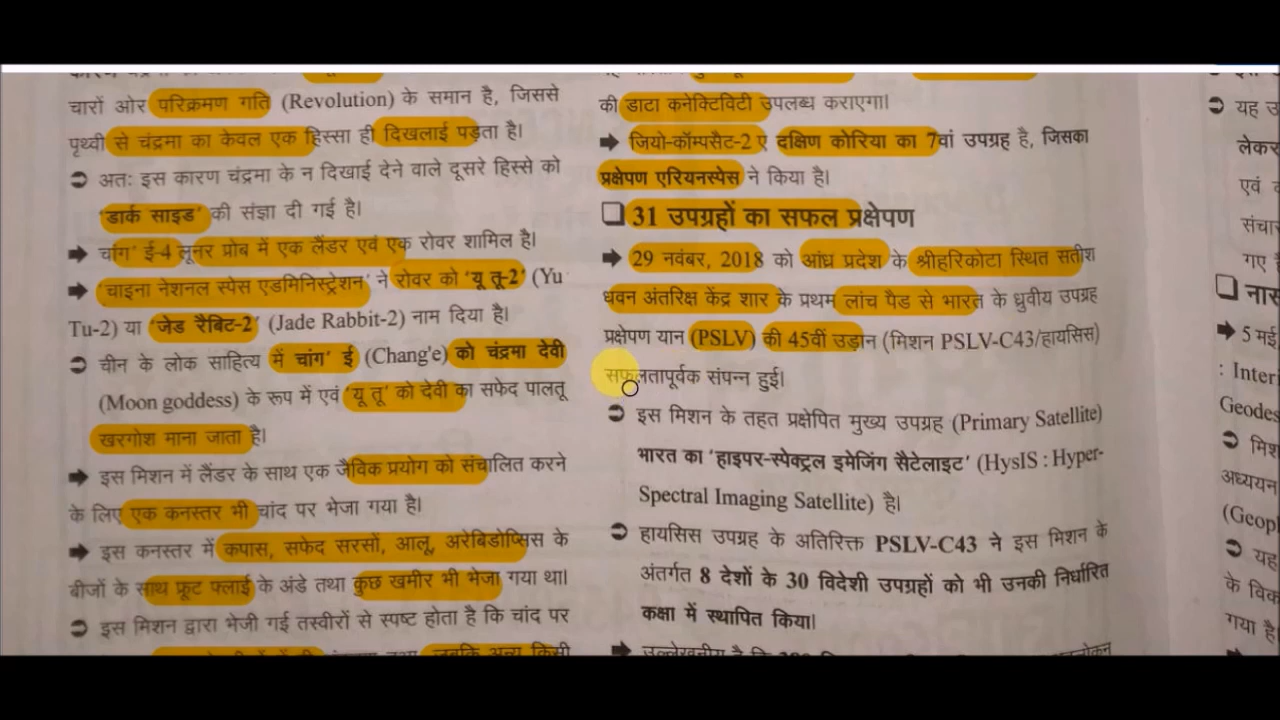 चारों ओर परिक्रमण गति (Revolution) के समान है, जिससे
पृथ्वी से चंद्रमा का केवल एक हिस्सा ही दिखलाई पड़ता है।
➲ अतः इस कारण चंद्रमा के न दिखाई देने वाले दूसरे हिस्से को
'डार्क साइड' की संज्ञा दी गई है।
➡ चांग' ई-4 लूनर प्रोब में एक लैंडर एवं एक रोवर शामिल है।
➡ 'चाइना नेशनल स्पेस एडमिनिस्ट्रेशन' ने रोवर को 'यू तू-2' (Yu
Tu-2) या 'जेड रैबिट-2' (Jade Rabbit-2) नाम दिया है।
➲ चीन के लोक साहित्य में चांग' ई (Chang'e) को चंद्रमा देवी
(Moon goddess) के रूप में एवं 'यू तू' को देवी का सफेद पालतू
खरगोश माना जाता है।
➡ इस मिशन में लैंडर के साथ एक जैविक प्रयोग को संचालित करने
के लिए एक कनस्तर भी चांद पर भेजा गया है।
➡ इस कनस्तर में कपास, सफेद सरसों, आलू, अरेबिडोप्सिस के
बीजों के साथ फ्रूट फ्लाई के अंडे तथा कुछ खमीर भी भेजा गया था।
➲ इस मिशन द्वारा भेजी गई तस्वीरों से स्पष्ट होता है कि चांद पर
जबकि अन्य किसी
की डाटा कनेक्टिविटी उपलब्ध कराएगा।
➡ जियो-कॉम्पसैट-2 ए दक्षिण कोरिया का 7वां उपग्रह है, जिसका
प्रक्षेपण एरियनस्पेस ने किया है।
❑ 31 उपग्रहों का सफल प्रक्षेपण
➡ 29 नवंबर, 2018 को आंध्र प्रदेश के श्रीहरिकोटा स्थित सतीश
धवन अंतरिक्ष केंद्र शार के प्रथम लांच पैड से भारत के ध्रुवीय उपग्रह
प्रक्षेपण यान (PSLV) की 45वीं उड़ान (मिशन PSLV-C43/हायसिस)
सफलतापूर्वक संपन्न हुई।
➲ इस मिशन के तहत प्रक्षेपित मुख्य उपग्रह (Primary Satellite)
भारत का 'हाइपर-स्पेक्ट्रल इमेजिंग सैटेलाइट' (HysIS : Hyper-
Spectral Imaging Satellite) है।
➲ हायसिस उपग्रह के अतिरिक्त PSLV-C43 ने इस मिशन के
अंतर्गत 8 देशों के 30 विदेशी उपग्रहों को भी उनकी निर्धारित
कक्षा में स्थापित किया।
➡ उल्लेखनीय है कि
➲ यह उ
लेकर
एवं
संचार
गए है
❑ नास
➡ 5 मई
: Inter
Geodes
➲ मिश
अध्ययन
(Geop
➲ यह
के विक
गया है